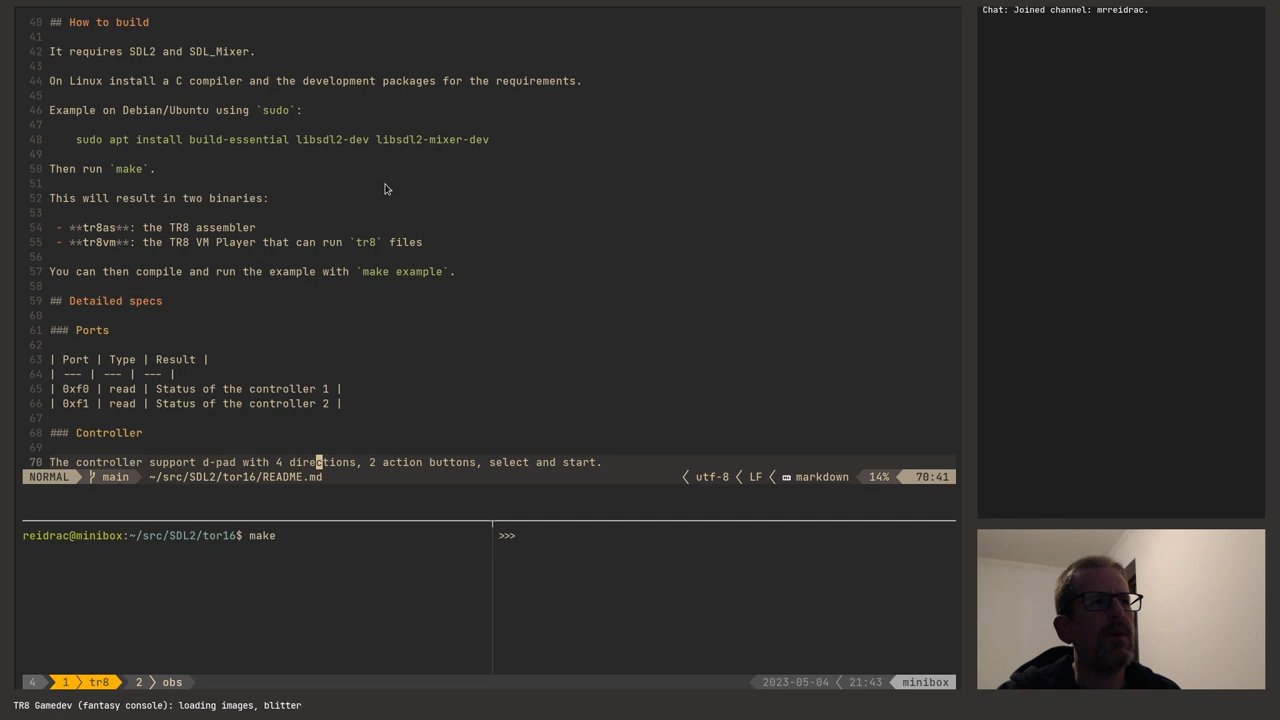 Chat: Joined channel: mrreidrac.
40 ## How to build
41
42 It requires SDL2 and SDL_Mixer.
43
44 On Linux install a C compiler and the development packages for the requirements.
45
46 Example on Debian/Ubuntu using `sudo`:
47
48     sudo apt install build-essential libsdl2-dev libsdl2-mixer-dev
49
50 Then run `make`.
51
52 This will result in two binaries:
53
54  - **tr8as**: the TR8 assembler
55  - **tr8vm**: the TR8 VM Player that can run `tr8` files
56
57 You can then compile and run the example with `make example`.
58
59 ## Detailed specs
60
61 ### Ports
62
63 | Port | Type | Result |
64 | --- | --- | --- |
65 | 0xf0 | read | Status of the controller 1 |
66 | 0xf1 | read | Status of the controller 2 |
67
68 ### Controller
69
70 The controller support d-pad with 4 directions, 2 action buttons, select and start.
NORMAL main ~/src/SDL2/tor16/README.md utf-8 LF markdown 14% 70:41
reidrac@minibox:~/src/SDL2/tor16$ make
>>>
4 1 tr8 2 obs 2023-05-04 21:43 minibox
TR8 Gamedev (fantasy console): loading images, blitter